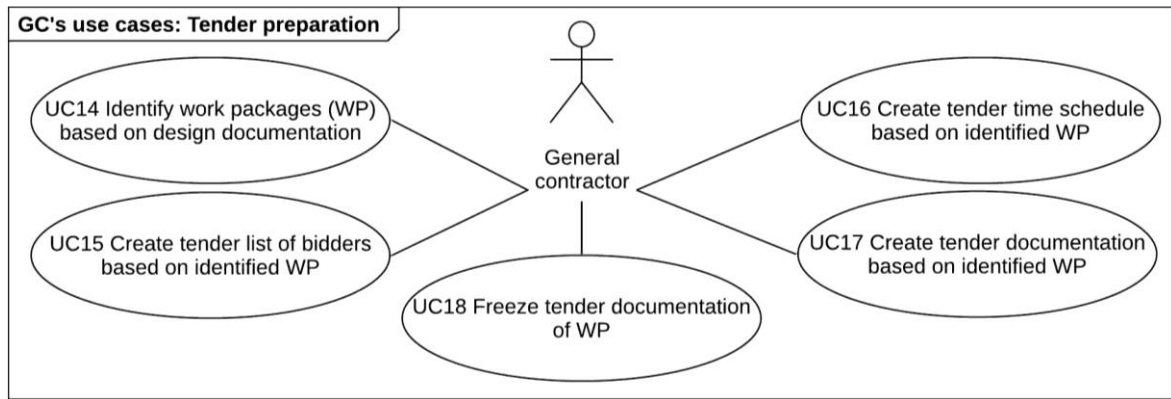 GC's use cases: Tender preparation
UC14 Identify work packages (WP)
based on design documentation
UC15 Create tender list of bidders
based on identified WP
General
contractor
UC16 Create tender time schedule
based on identified WP
UC17 Create tender documentation
based on identified WP
UC18 Freeze tender documentation
of WP